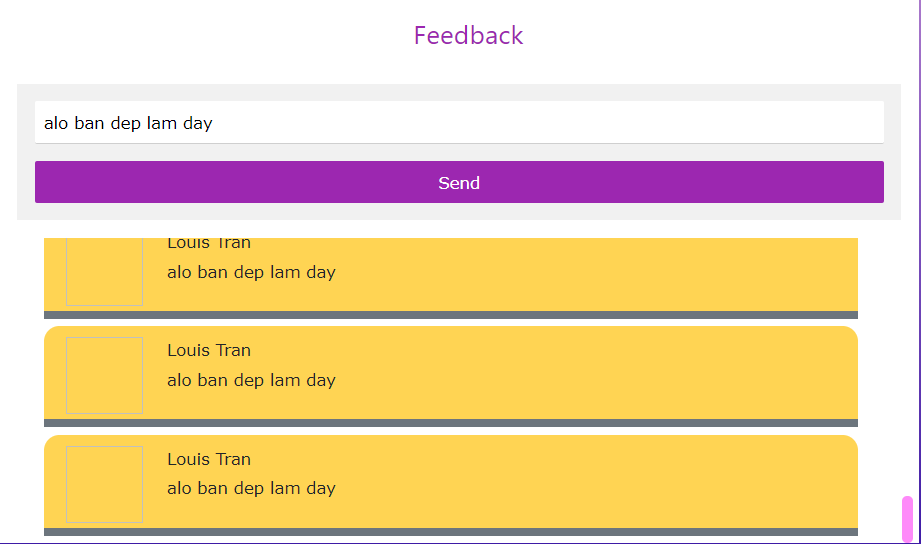 Feedback
alo ban dep lam day
Send
Louis Tran
alo ban dep lam day
Louis Tran
alo ban dep lam day
Louis Tran
alo ban dep lam day